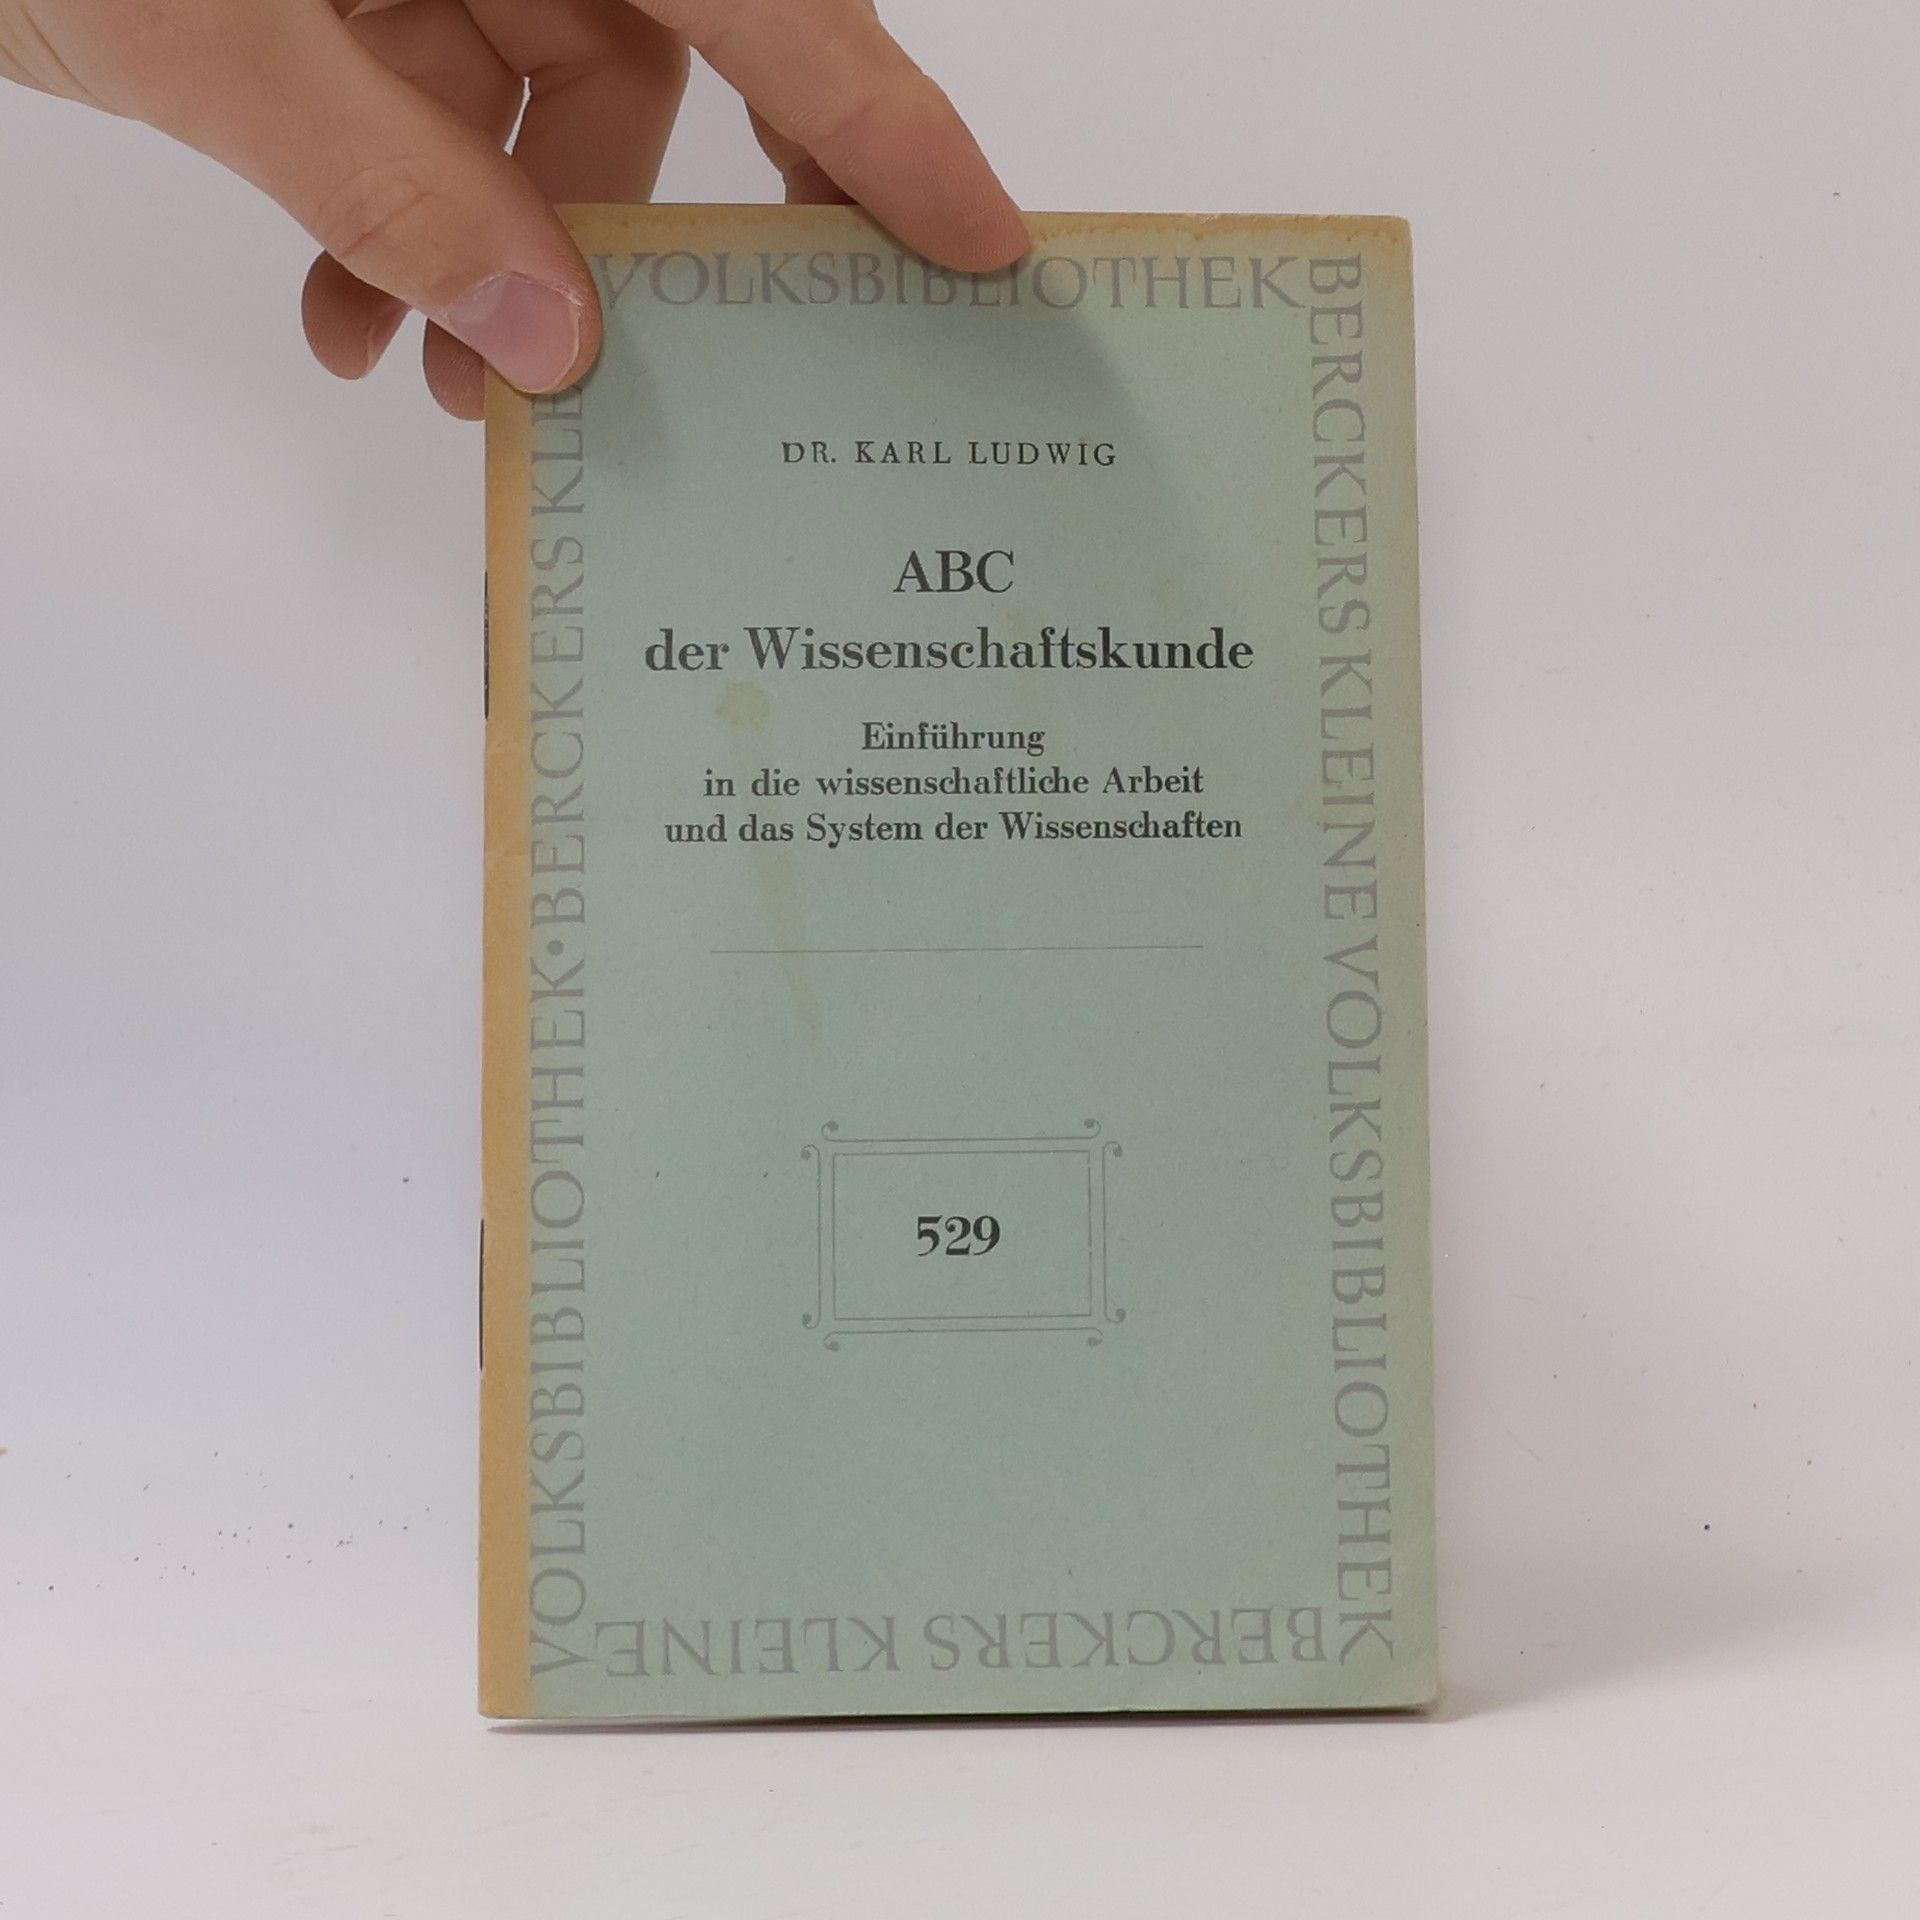 VOLKSBIBLIOTHEK
BERCKERS KLEINE VOLKSBIBLIOTHEK
BERCKERS KLEINE
VOLKSBIBLIOTHEK • BERCKERS
DR. KARL LUDWIG
ABC
der Wissenschaftskunde
Einführung
in die wissenschaftliche Arbeit
und das System der Wissenschaften
529